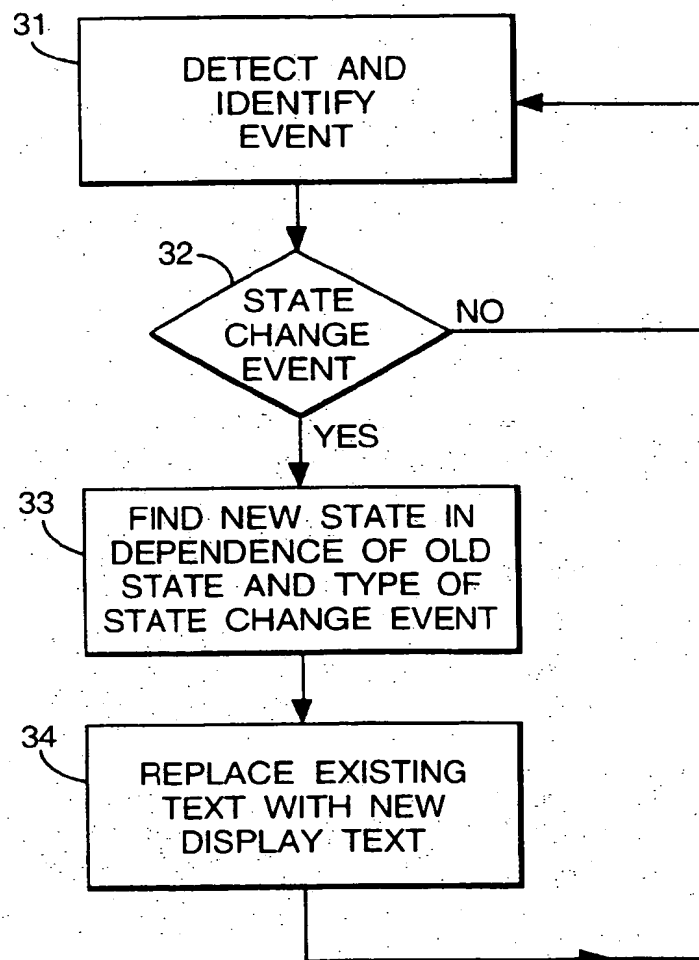 31
DETECT AND
IDENTIFY
EVENT
32
STATE
CHANGE
EVENT
NO
YES
33
FIND NEW STATE IN
DEPENDENCE OF OLD
STATE AND TYPE OF
STATE CHANGE EVENT
34
REPLACE EXISTING
TEXT WITH NEW
DISPLAY TEXT